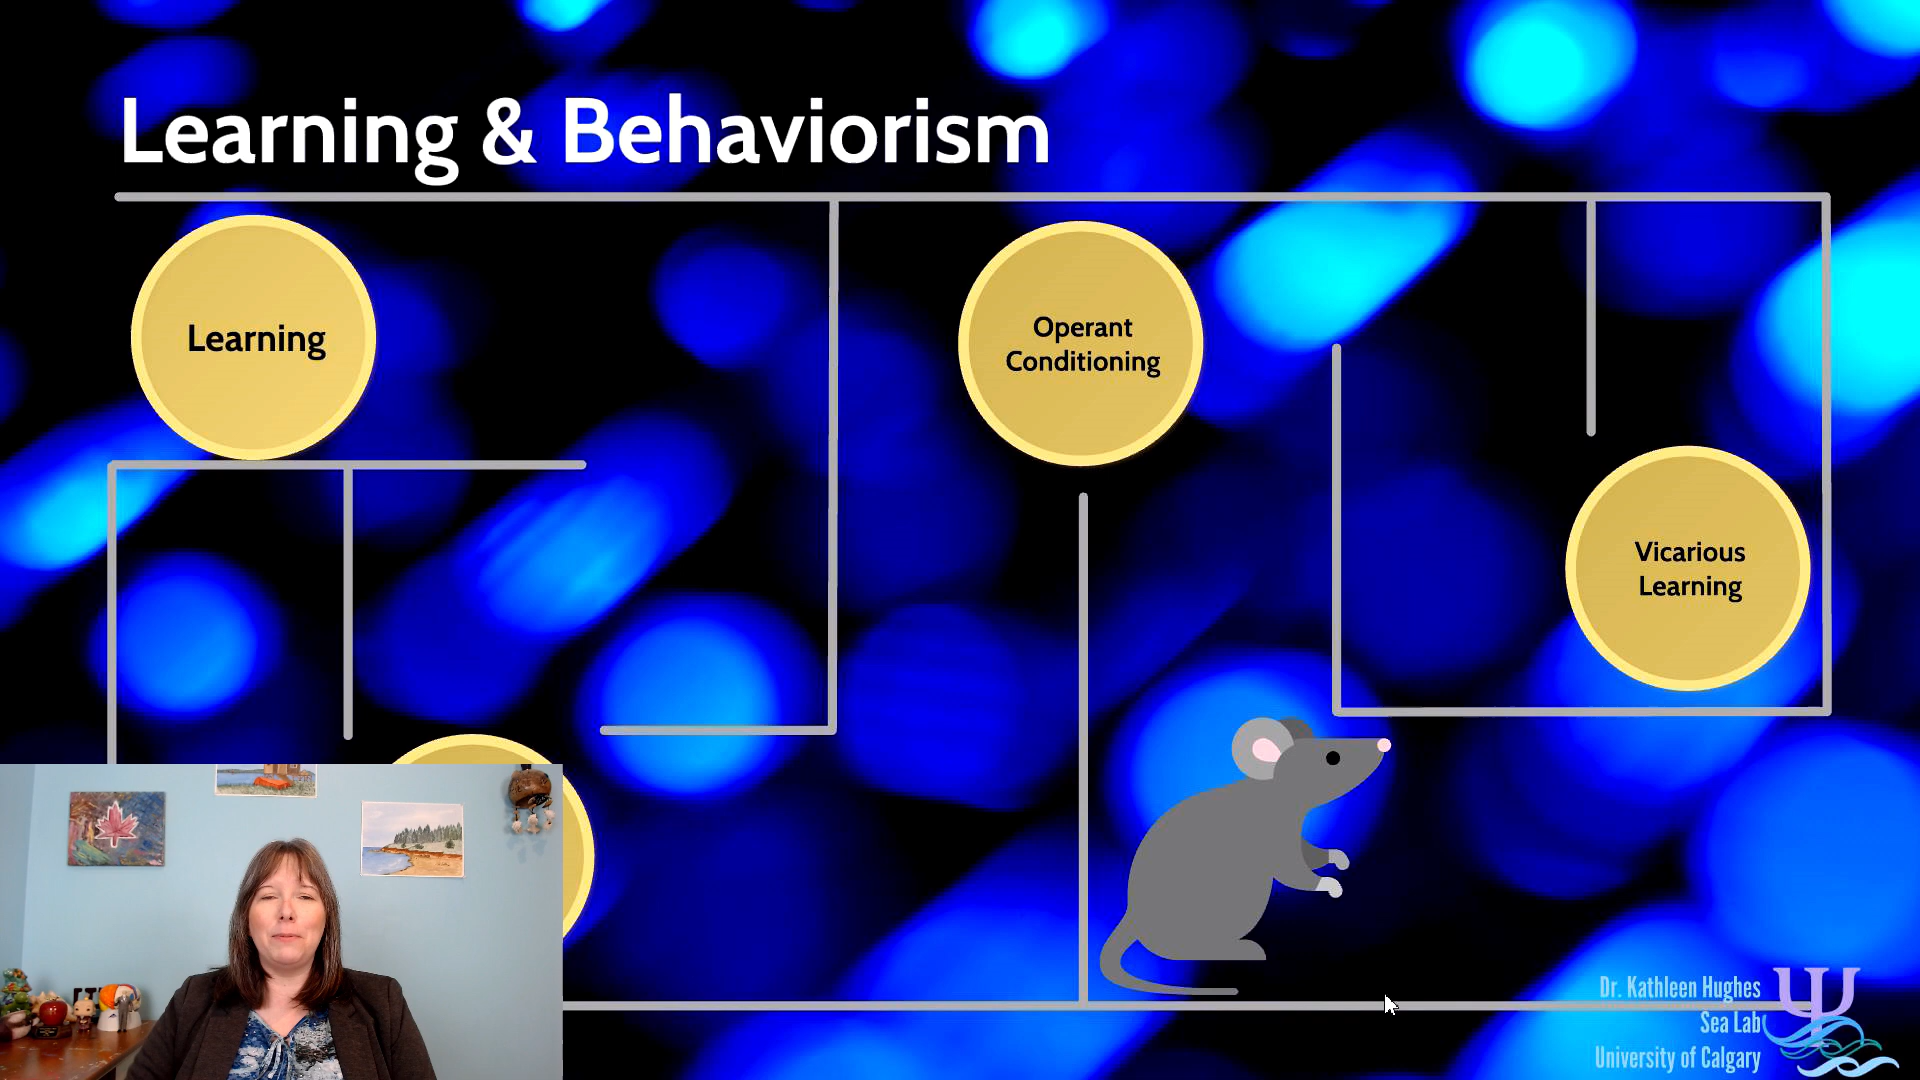 Learning & Behaviorism
Learning
Operant
Conditioning
Vicarious
Learning
Dr. Kathleen Hughes
Sea Lab
University of Calgary